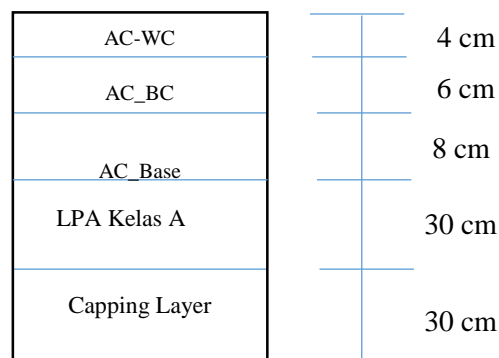 AC-WC 4 cm
AC_BC 6 cm
AC_Base 8 cm
LPA Kelas A 30 cm
Capping Layer 30 cm